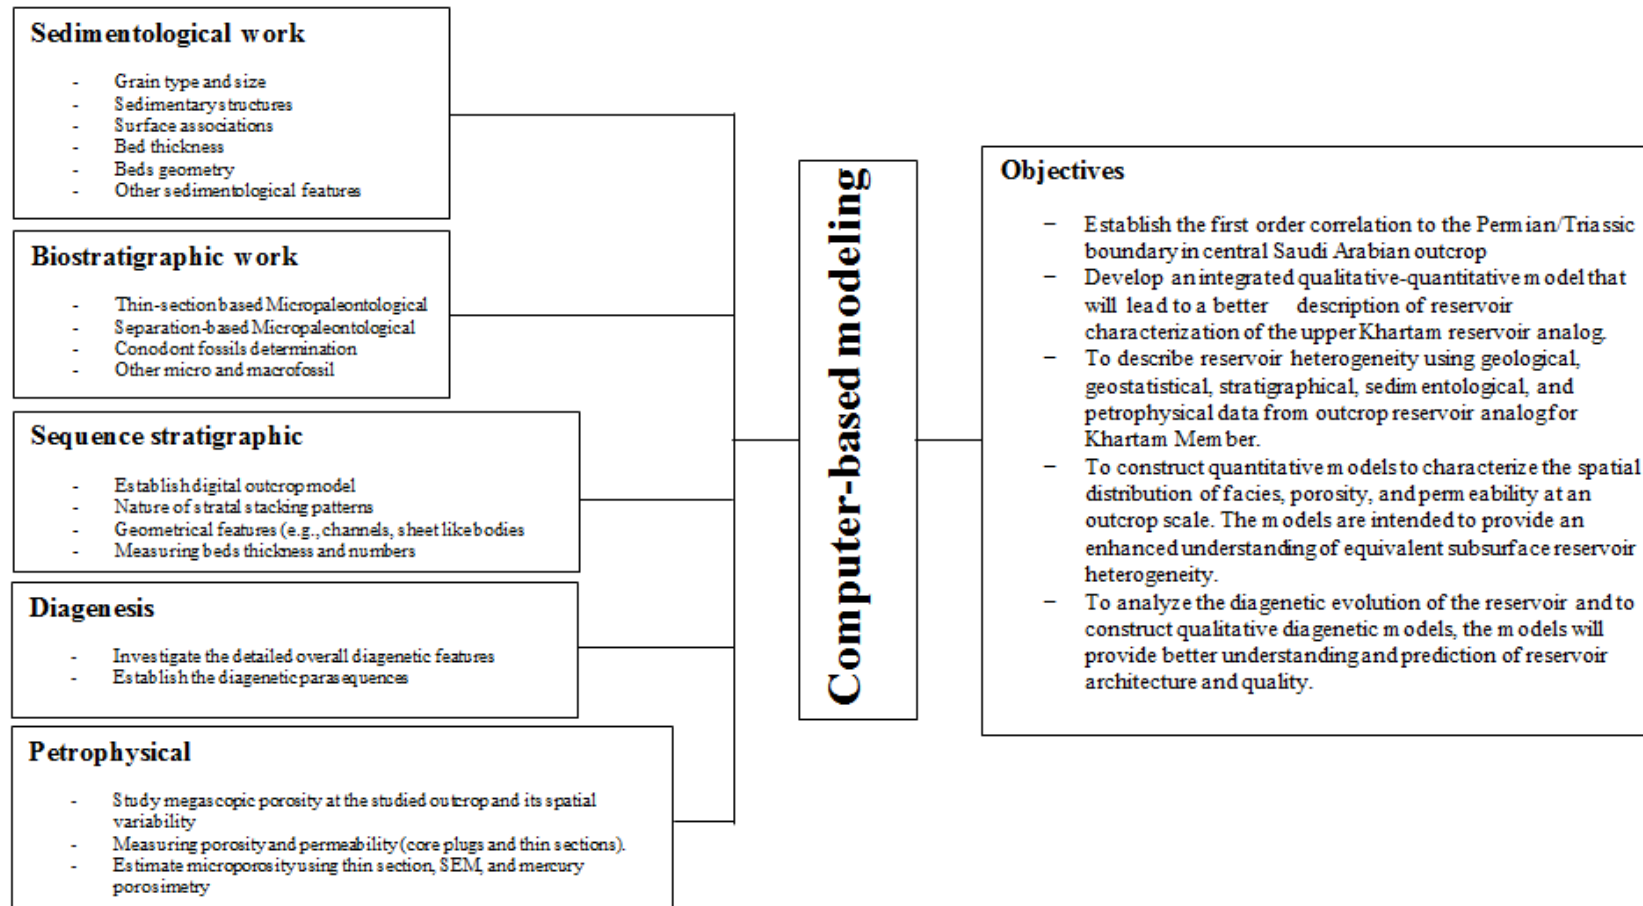 Sedimentological work
- Grain type and size
- Sedimentary structures
- Surface associations
- Bed thickness
- Beds geometry
- Other sedimentological features
Biostratigraphic work
- Thin-section based Micropaleontological
- Separation-based Micropaleontological
- Conodont fossils determination
- Other micro and macrofossil
Sequence stratigraphic
- Establish digital outcrop model
- Nature of stratal stacking patterns
- Geometrical features (e.g., channels, sheet like bodies
- Measuring beds thickness and numbers
Diagenesis
- Investigate the detailed overall diagenetic features
- Establish the diagenetic parasequences
Petrophysical
- Study megascopic porosity at the studied outcrop and its spatial
variability
- Measuring porosity and permeability (core plugs and thin sections).
- Estimate microporosity using thin section, SEM, and mercury
porosimetry
Computer-based modeling
Objectives
– Establish the first order correlation to the Permian/Triassic
boundary in central Saudi Arabian outcrop
– Develop an integrated qualitative-quantitative model that
will lead to a better description of reservoir
characterization of the upper Khartam reservoir analog.
– To describe reservoir heterogeneity using geological,
geostatistical, stratigraphical, sedimentological, and
petrophysical data from outcrop reservoir analog for
Khartam Member.
– To construct quantitative models to characterize the spatial
distribution of facies, porosity, and permeability at an
outcrop scale. The models are intended to provide an
enhanced understanding of equivalent subsurface reservoir
heterogeneity.
– To analyze the diagenetic evolution of the reservoir and to
construct qualitative diagenetic models, the models will
provide better understanding and prediction of reservoir
architecture and quality.